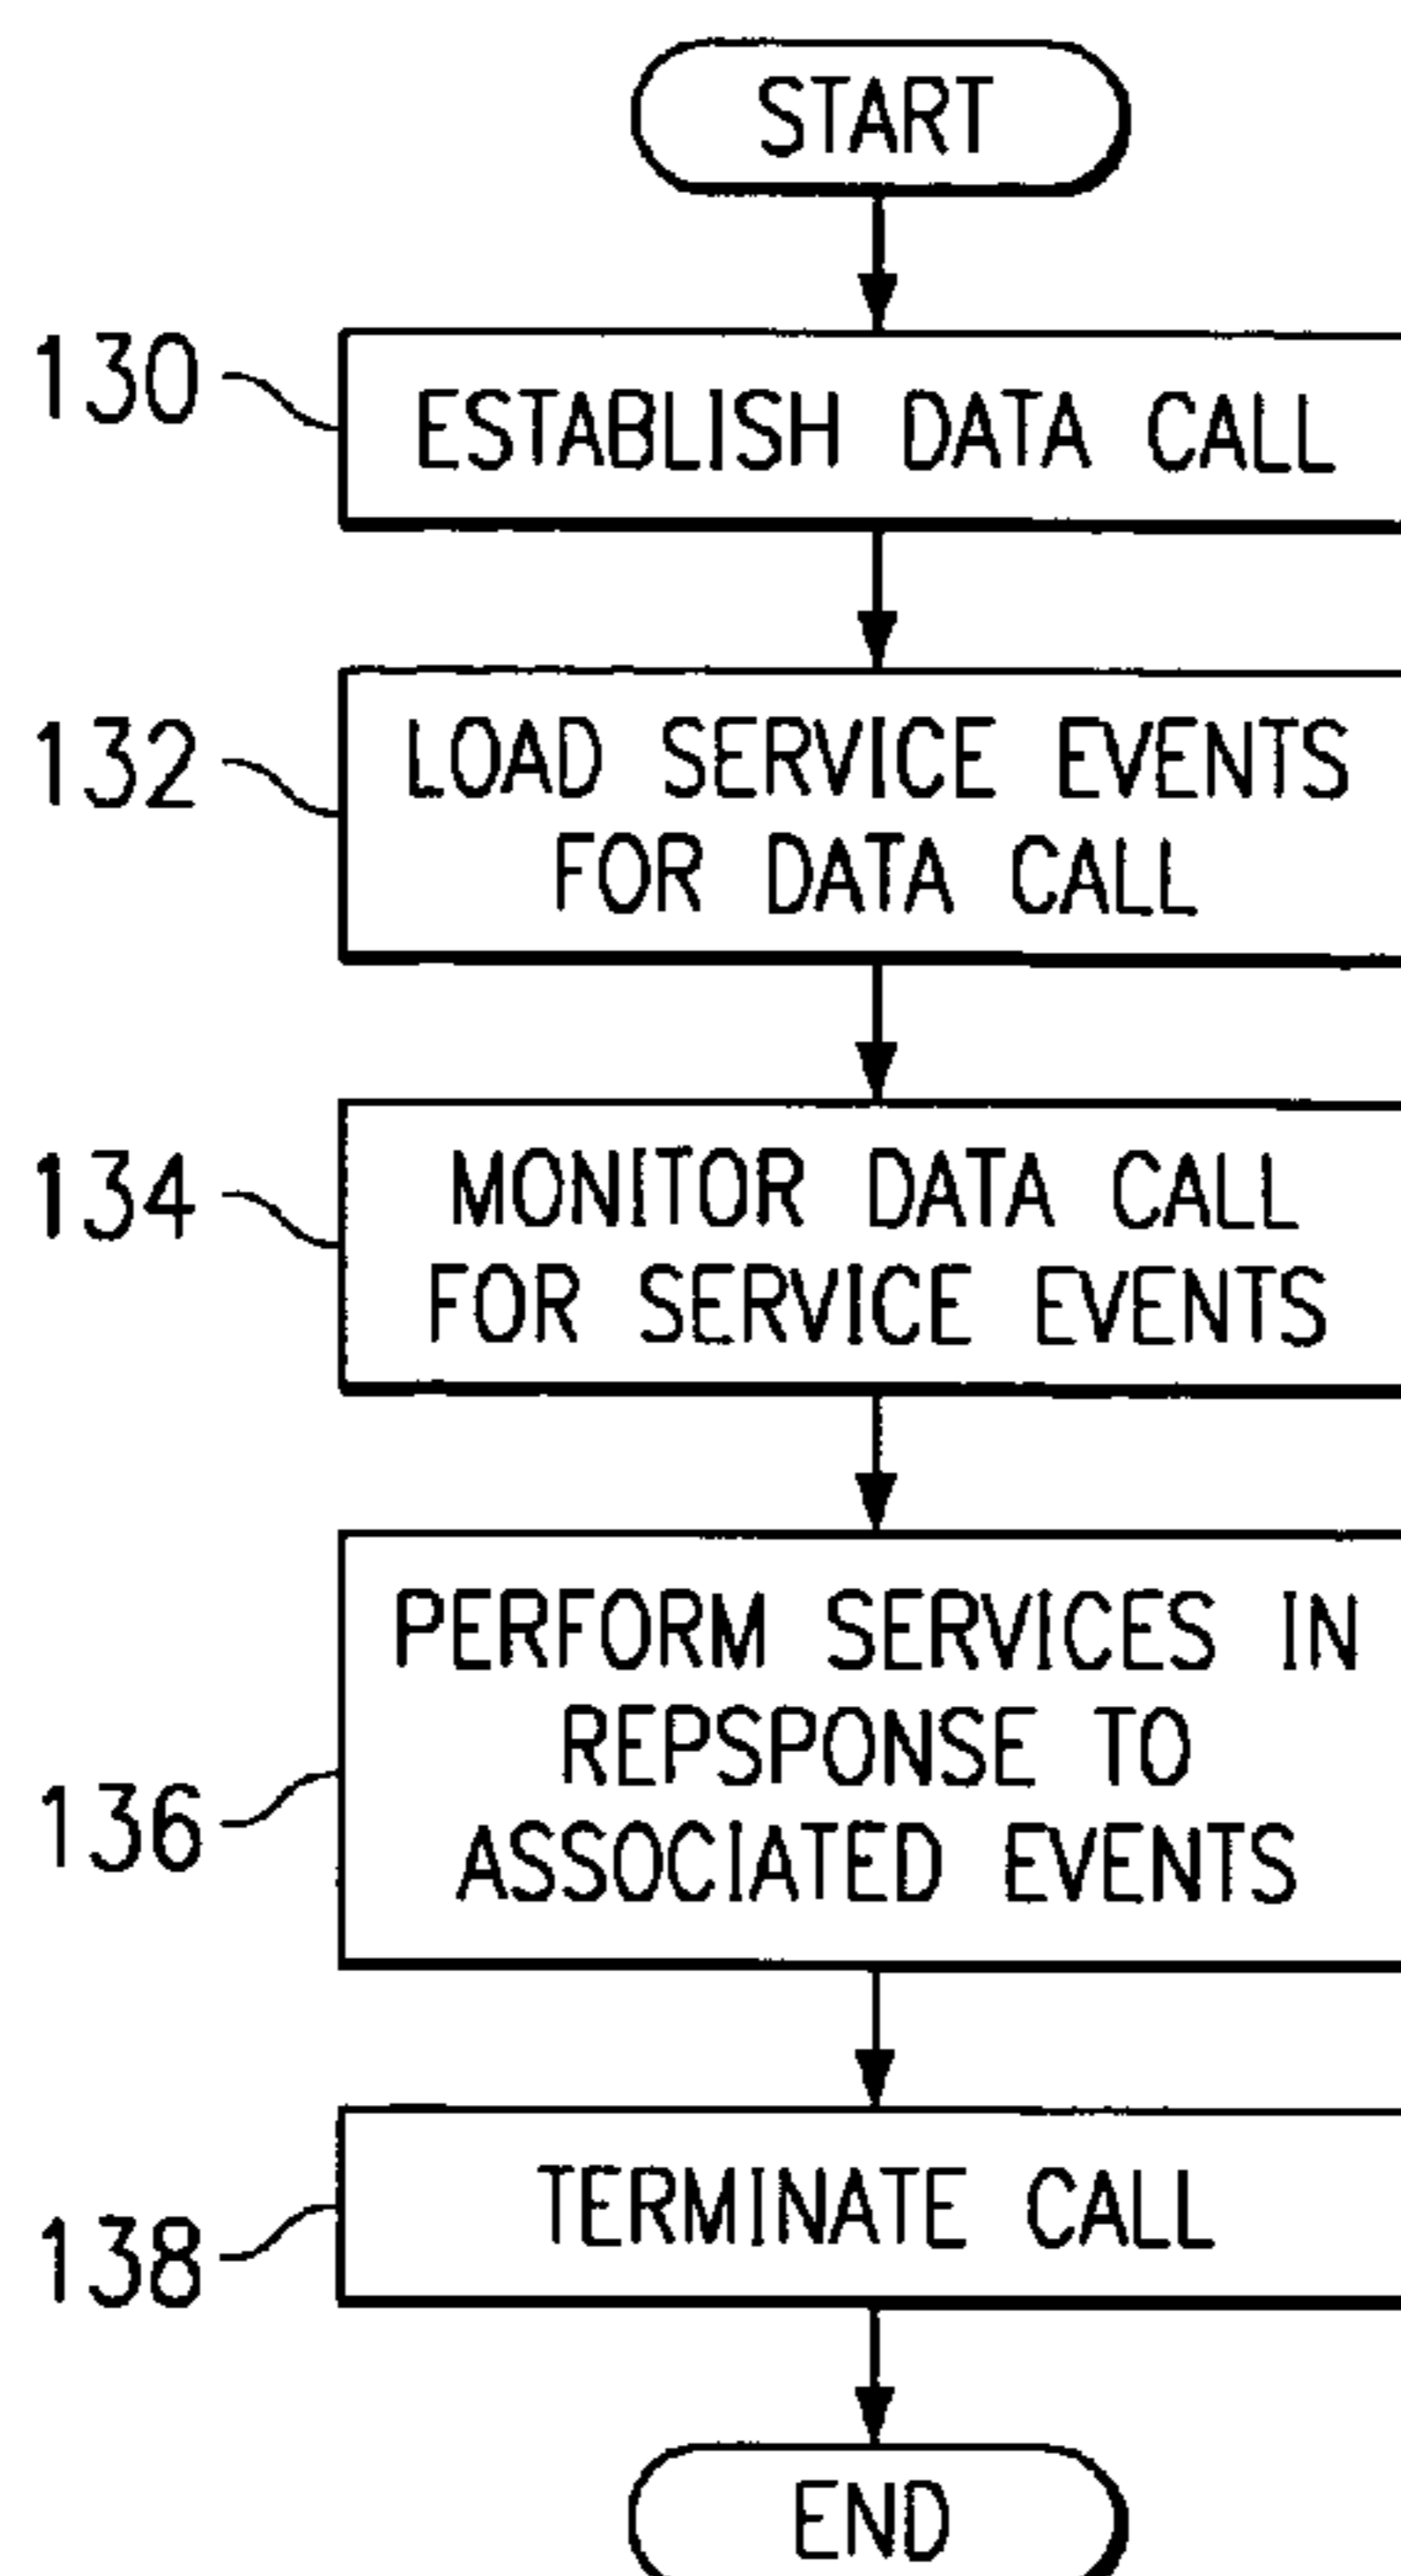 START
130
ESTABLISH DATA CALL
132
LOAD SERVICE EVENTS
FOR DATA CALL
134
MONITOR DATA CALL
FOR SERVICE EVENTS
136
PERFORM SERVICES IN
REPSPONSE TO
ASSOCIATED EVENTS
138
TERMINATE CALL
END